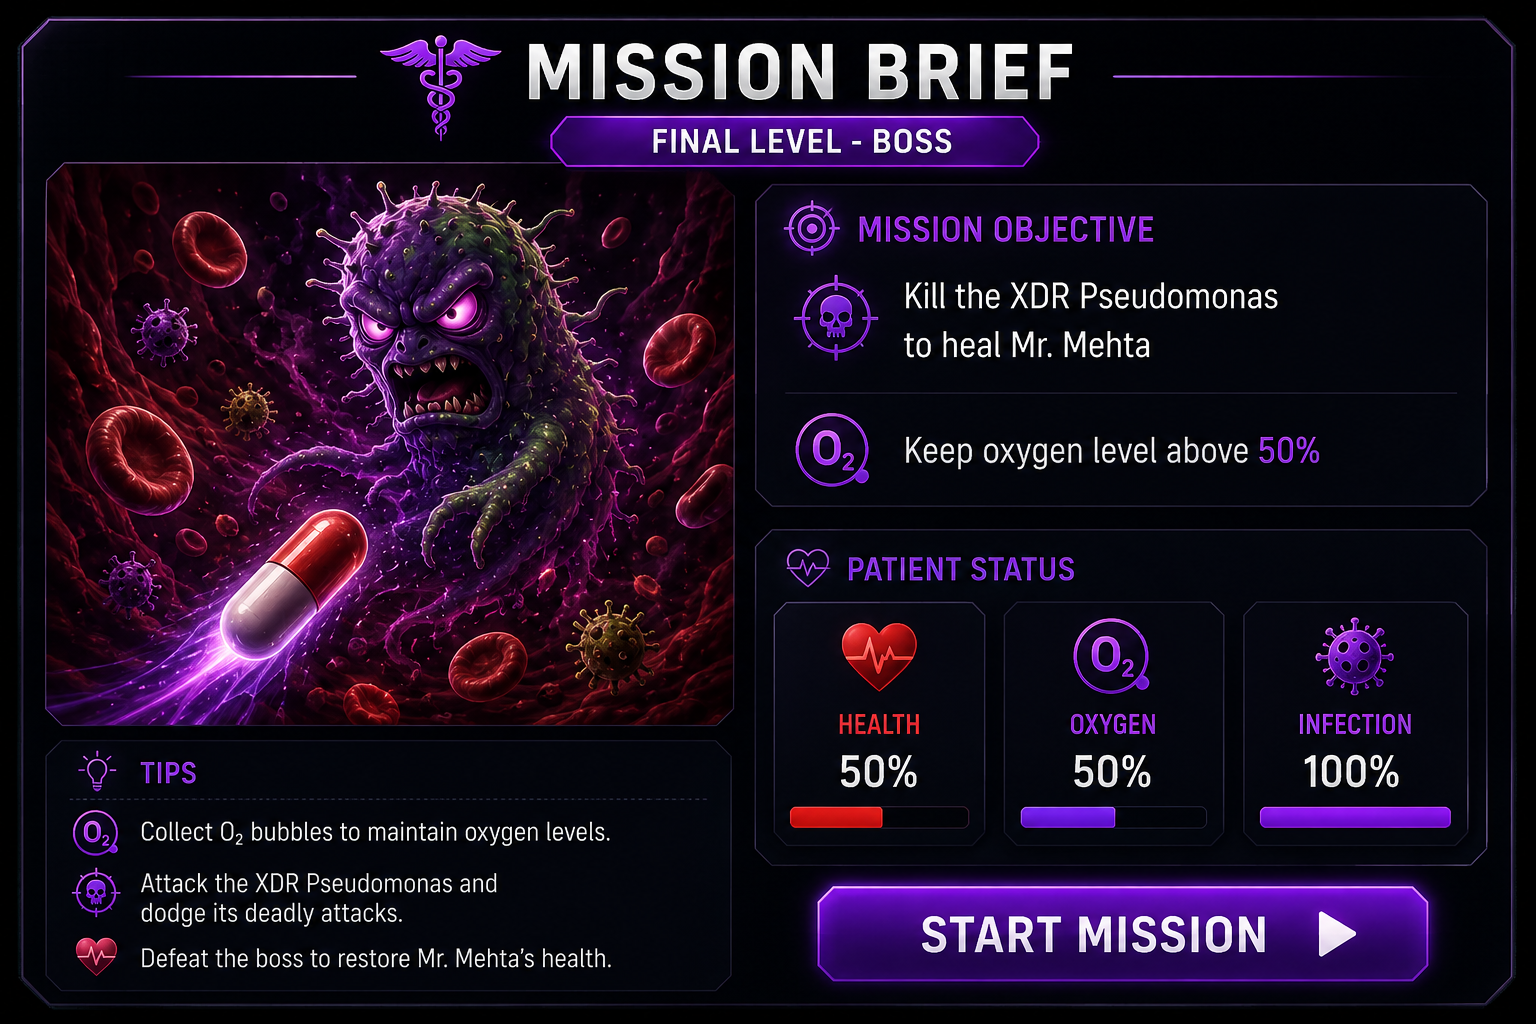 MISSION BRIEF
FINAL LEVEL - BOSS
MISSION OBJECTIVE
Kill the XDR Pseudomonas
to heal Mr. Mehta
O₂
Keep oxygen level above 50%
PATIENT STATUS
HEALTH
50%
O₂
OXYGEN
50%
INFECTION
100%
TIPS
O₂
Collect O₂ bubbles to maintain oxygen levels.
Attack the XDR Pseudomonas and
dodge its deadly attacks.
Defeat the boss to restore Mr. Mehta's health.
START MISSION